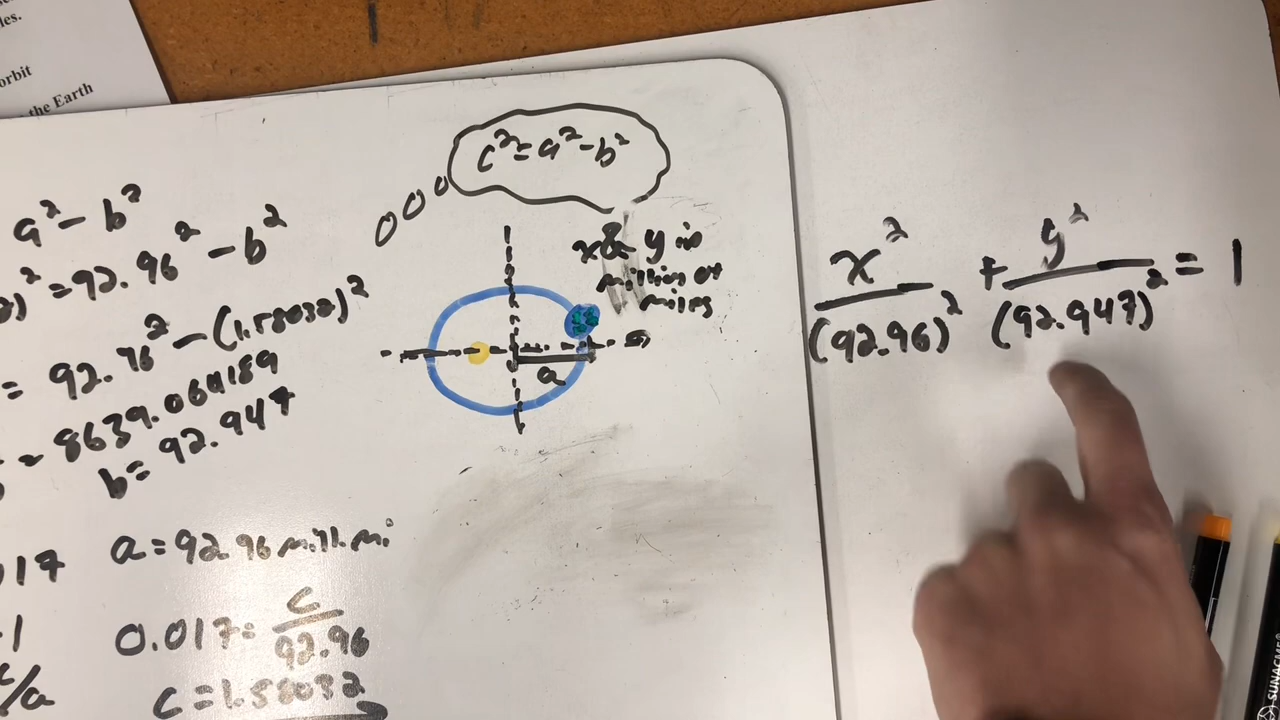 les.
orbit
the Earth
c²=a²-b²
a²-b²
)²=92.96²-b²
= 92.96²-(1.58032)²
= 8639.064189
b=92.947
x & y in
million of
miles
a
x²/(92.96)² + y²/(92.947)² = 1
017
a=92.96 mill. mi
0.017= c/92.96
c/a
c=1.58032